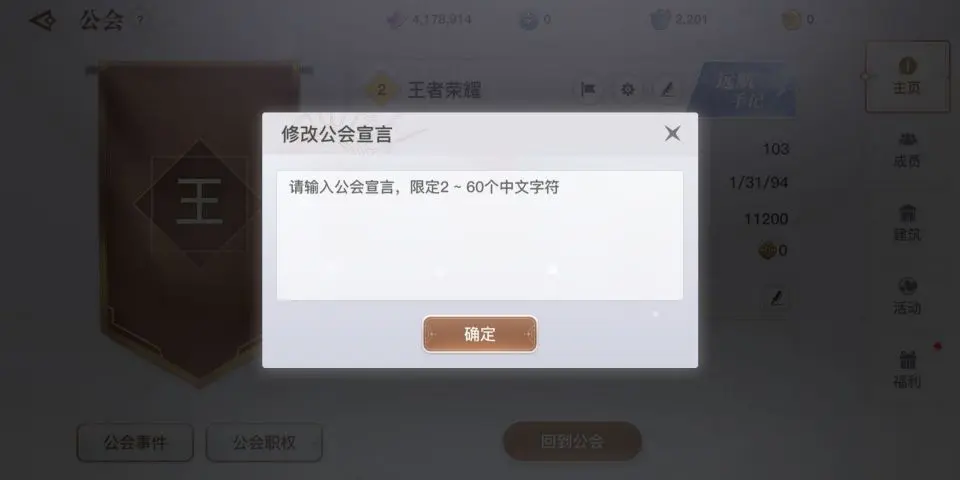 公会 ?
4,178,914
0
2,201
0
2 王者荣耀
主页
修改公会宣言
请输入公会宣言，限定2 ~ 60个中文字符
103
成员
王
1/31/94
11200
建筑
0
活动
确定
福利
公会事件
公会职权
回到公会